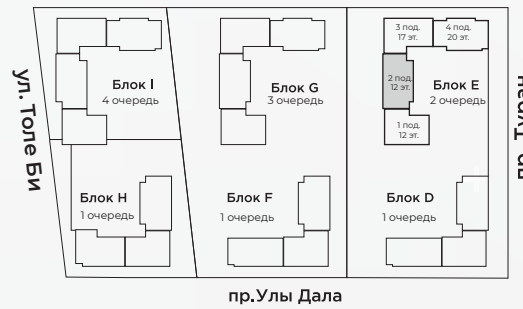 3 под.
17 эт.
4 под.
20 эт.
Блок I
4 очередь
Блок G
3 очередь
2 под.
12 эт.
Блок E
2 очередь
1 под.
12 эт.
ул. Толе Би
Блок H
1 очередь
Блок F
1 очередь
Блок D
1 очередь
пр.Улы Дала